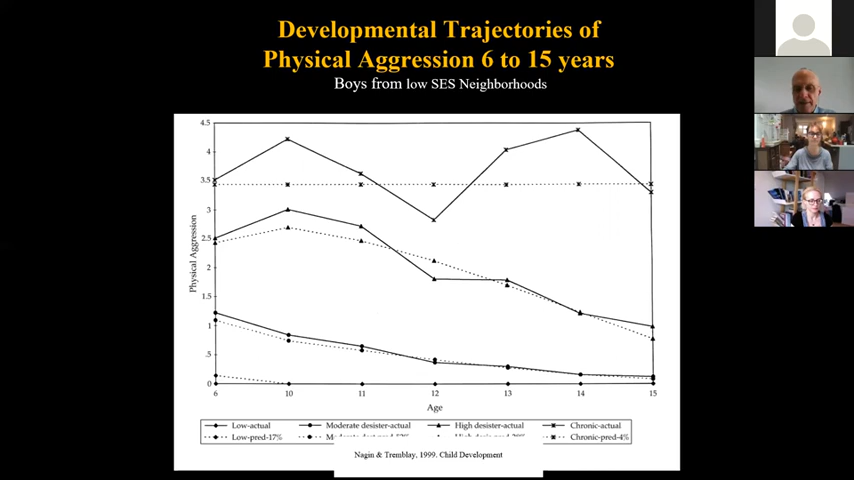 Developmental Trajectories of
Physical Aggression 6 to 15 years
Boys from low SES Neighborhoods
4.5
4
3.5
3
2.5
2
1.5
1
.5
0
Physical Aggression
6 10 11 12 13 14 15
Age
Low-actual Moderate desister-actual High desister-actual Chronic-actual
Low-pred-17% Chronic-pred-4%
Nagin & Tremblay, 1999. Child Development